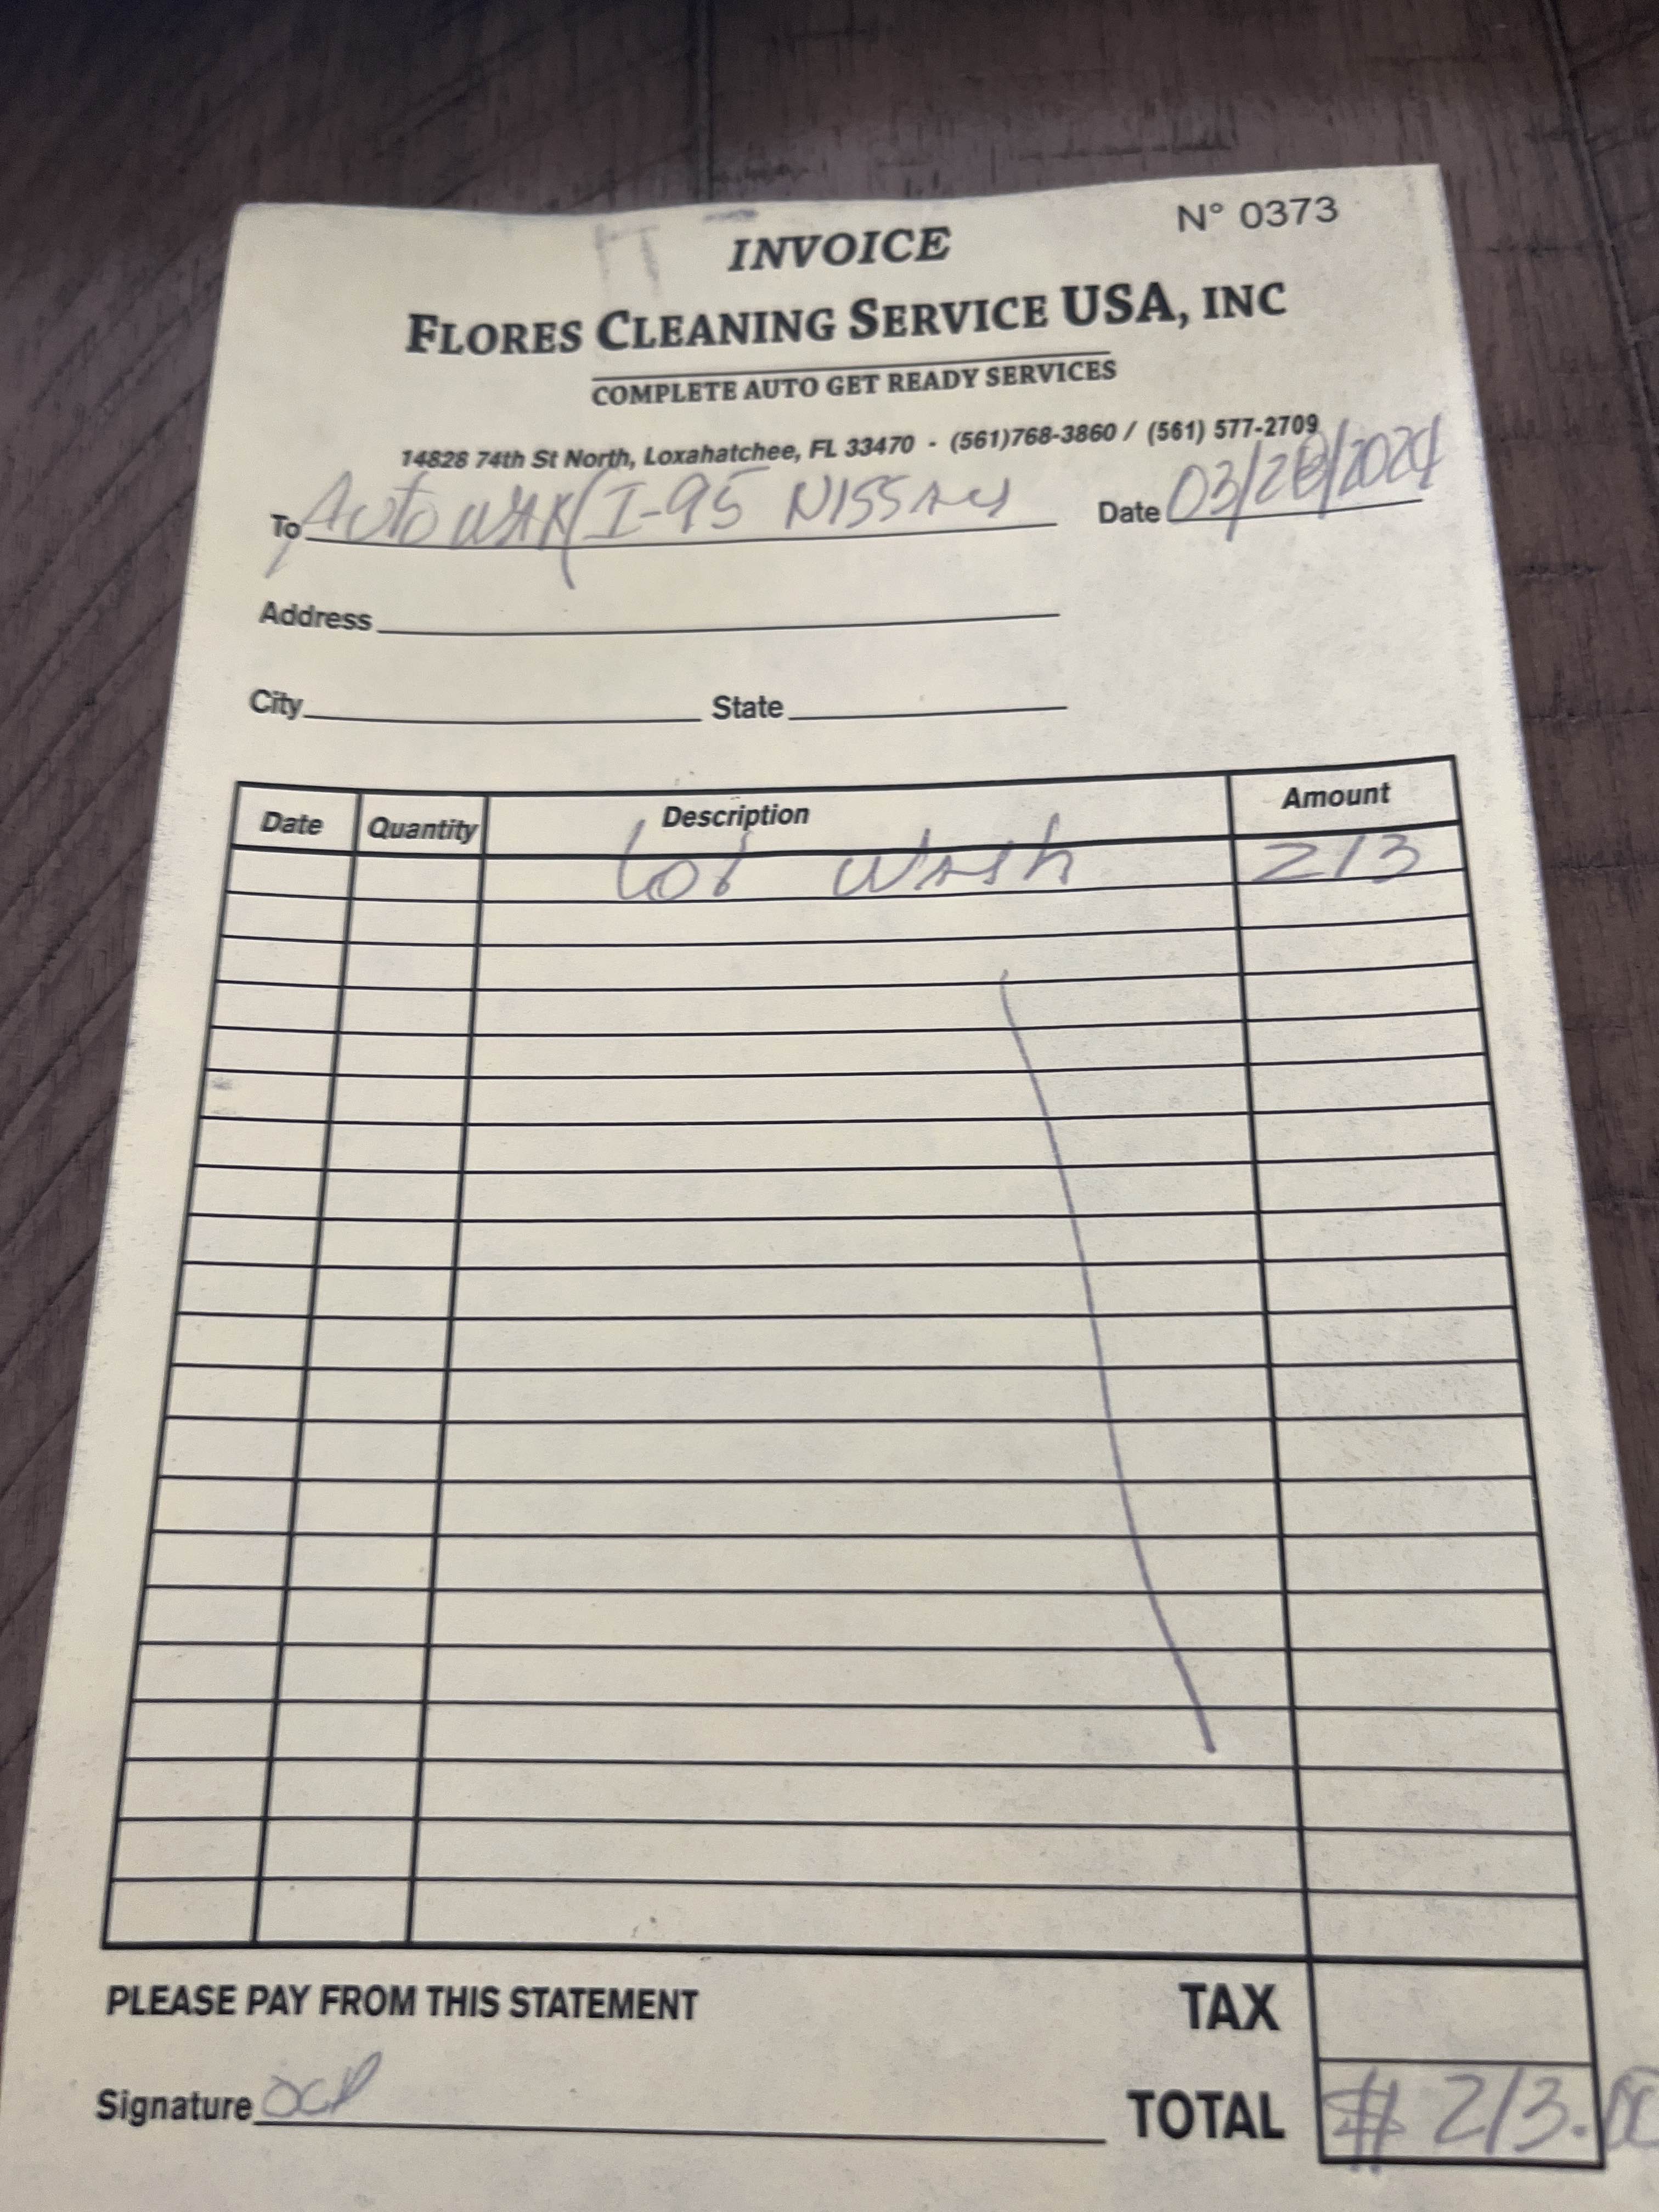 N° 0373
INVOICE
FLORES CLEANING SERVICE USA, INC
COMPLETE AUTO GET READY SERVICES
14828 74th St North, Loxahatchee, FL 33470 - (561)768-3860 / (561) 577-2709
To Auto I-95 NISSAN Date
Address
City State
Date Quantity Description Amount
Lot Wash 213
PLEASE PAY FROM THIS STATEMENT TAX
Signature TOTAL $ 213.00